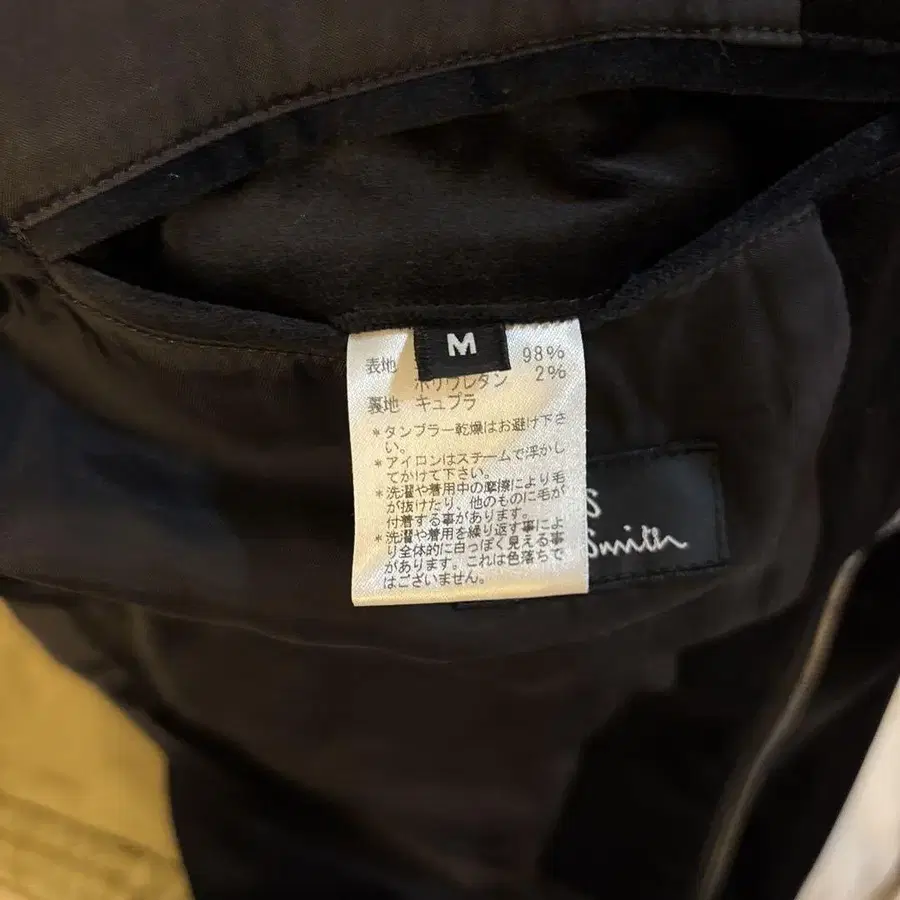 M
表地 98%
ポリウレタン 2%
裏地 キュプラ
*タンブラー乾燥はお避け下さ
い。
*アイロンはスチームで浮かし
てかけて下さい。
*洗濯や着用中の摩擦により毛
が抜けたり、他のものに毛が
付着する事があります。
*洗濯や着用を繰り返す事によ
り全体的に白っぽく見える事
があります。これは色落ちで
はございません。
S
Smith